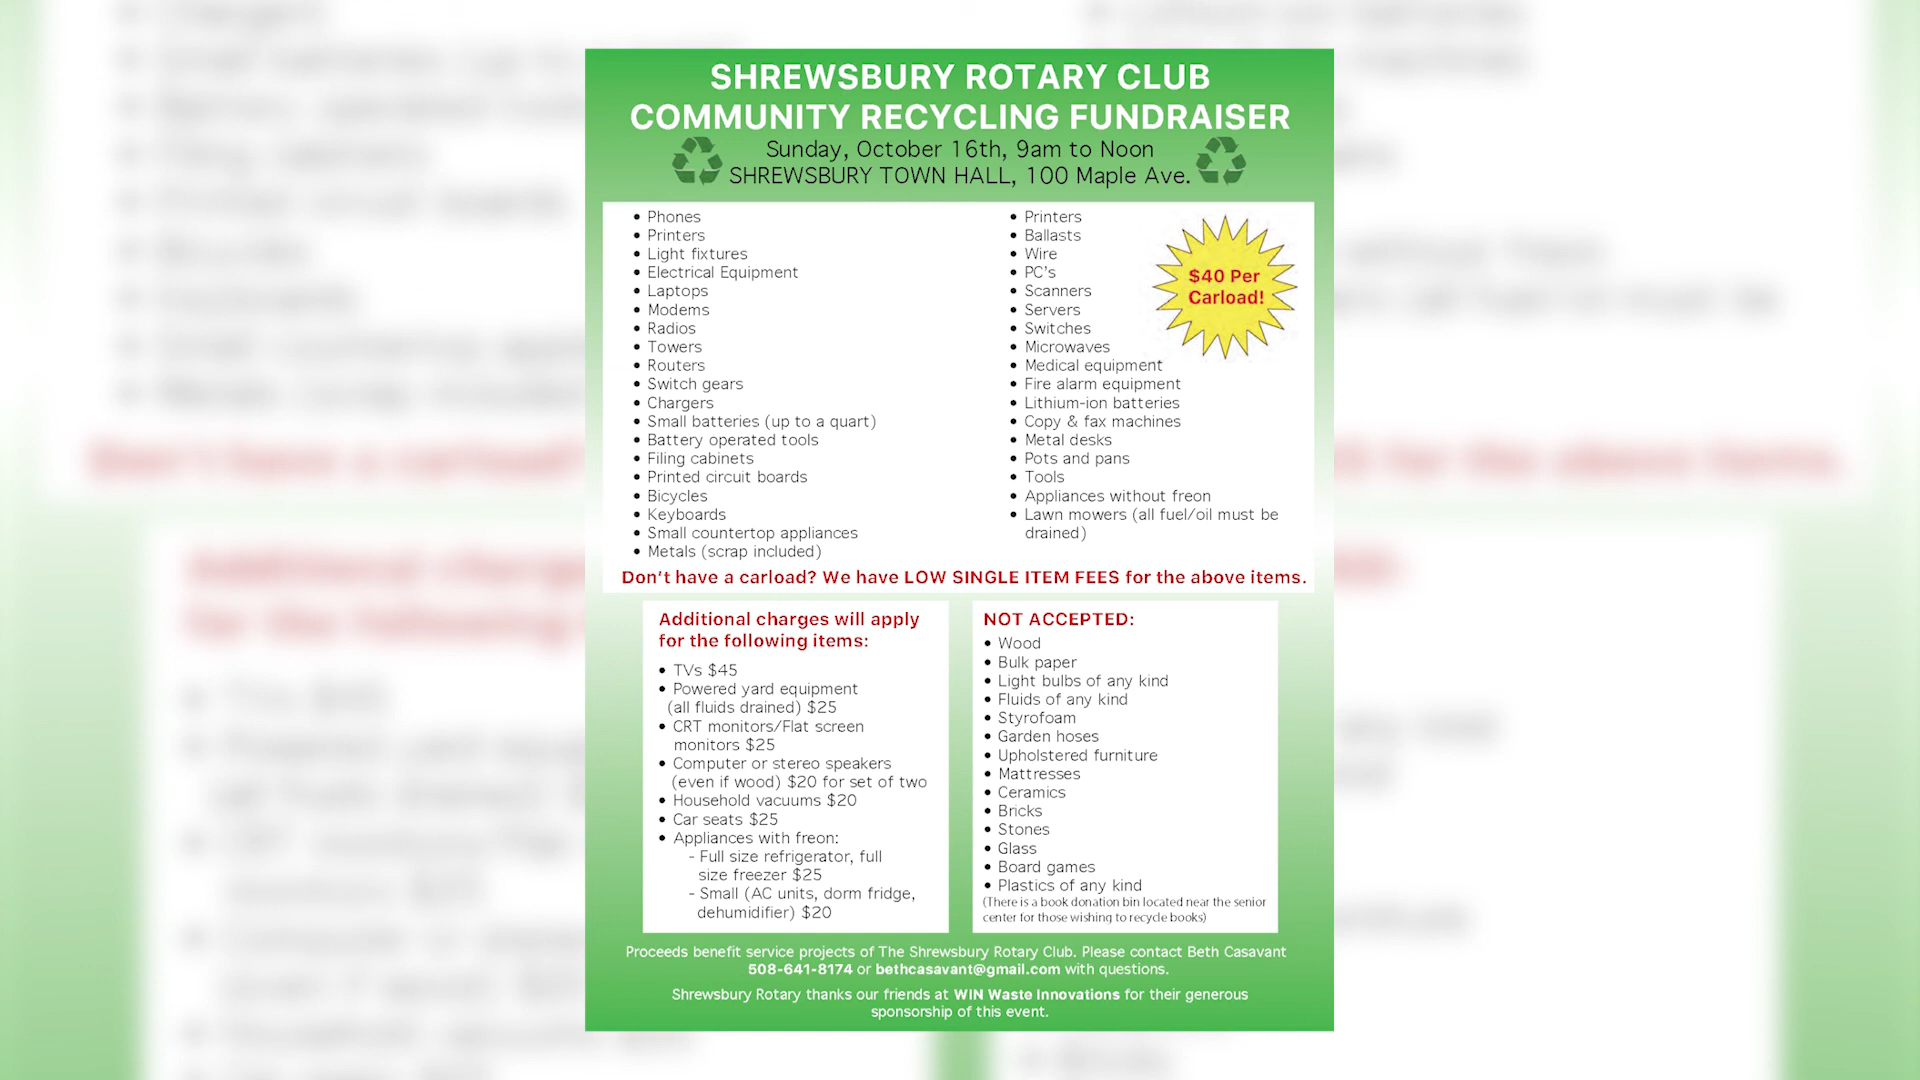 SHREWSBURY ROTARY CLUB
COMMUNITY RECYCLING FUNDRAISER
Sunday, October 16th, 9am to Noon
SHREWSBURY TOWN HALL, 100 Maple Ave.
• Phones
• Printers
• Light fixtures
• Electrical Equipment
• Laptops
• Modems
• Radios
• Towers
• Routers
• Switch gears
• Chargers
• Small batteries (up to a quart)
• Battery operated tools
• Filing cabinets
• Printed circuit boards
• Bicycles
• Keyboards
• Small countertop appliances
• Metals (scrap included)
• Printers
• Ballasts
• Wire
• PC's
• Scanners
• Servers
• Switches
• Microwaves
• Medical equipment
• Fire alarm equipment
• Lithium-ion batteries
• Copy & fax machines
• Metal desks
• Pots and pans
• Tools
• Appliances without freon
• Lawn mowers (all fuel/oil must be
drained)
$40 Per
Carload!
Don't have a carload? We have LOW SINGLE ITEM FEES for the above items.
Additional charges will apply
for the following items:
• TVs $45
• Powered yard equipment
(all fluids drained) $25
• CRT monitors/Flat screen
monitors $25
• Computer or stereo speakers
(even if wood) $20 for set of two
• Household vacuums $20
• Car seats $25
• Appliances with freon:
- Full size refrigerator, full
size freezer $25
- Small (AC units, dorm fridge,
dehumidifier) $20
NOT ACCEPTED:
• Wood
• Bulk paper
• Light bulbs of any kind
• Fluids of any kind
• Styrofoam
• Garden hoses
• Upholstered furniture
• Mattresses
• Ceramics
• Bricks
• Stones
• Glass
• Board games
• Plastics of any kind
(There is a book donation bin located near the senior
center for those wishing to recycle books)
Proceeds benefit service projects of The Shrewsbury Rotary Club. Please contact Beth Casavant
508-641-8174 or bethcasavant@gmail.com with questions.
Shrewsbury Rotary thanks our friends at WIN Waste Innovations for their generous
sponsorship of this event.